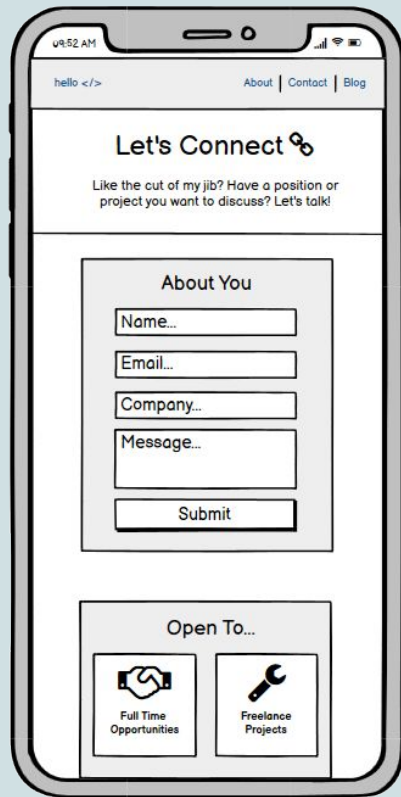 09:52 AM
hello </> About | Contact | Blog
Let's Connect
Like the cut of my jib? Have a position or
project you want to discuss? Let's talk!
About You
Name...
Email...
Company...
Message...
Submit
Open To...
Full Time
Opportunities
Freelance
Projects